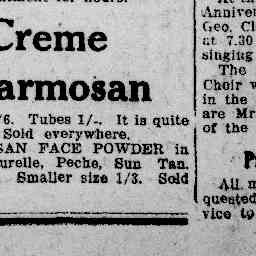 Creme
armosan
/6. Tubes 1/-. It is quite
Sold everywhere.
SAN FACE POWDER in
urelle, Peche, Sun Tan.
Smaller size 1/3. Sold
Anniver
Geo. Cl
at 7.30
singing
The
Choir w
in the
are Mr
of the
P
All m
quested
vice to